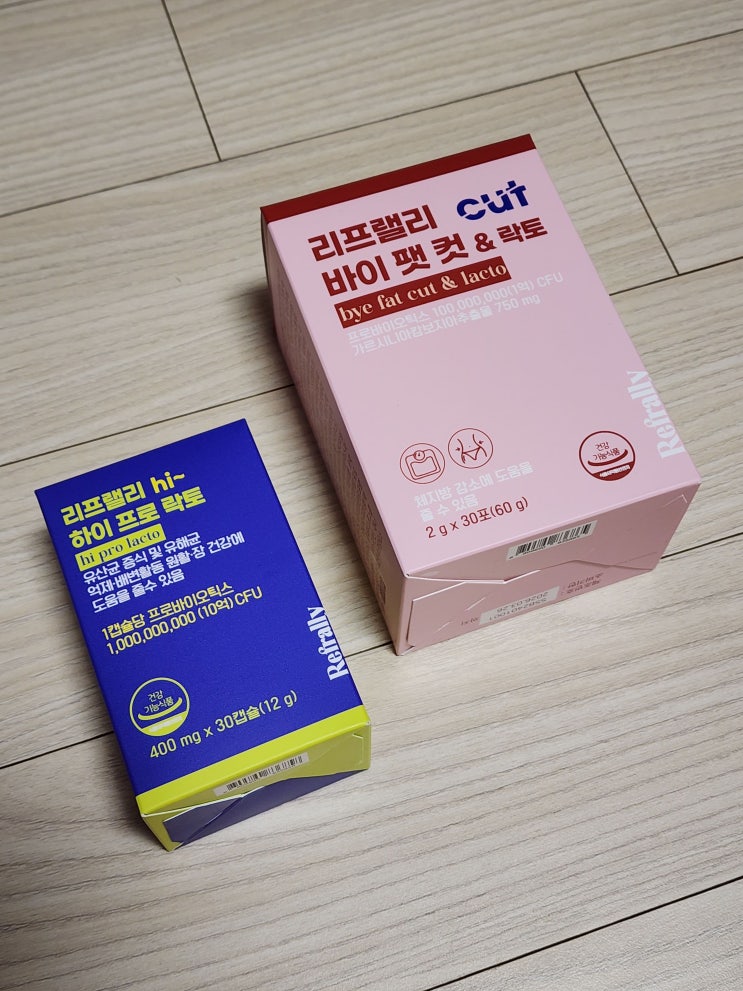 리프랠리
cut
바이 팻 컷 & 락토
bye fat cut & lacto
프로바이오틱스 100,000,000(1억) CFU
가르시니아캄보지아추출물 750 mg
Refrally
건강
기능식품
체지방 감소에 도움을
줄 수 있음
2 g x 30포(60 g)
2026.03.26
리프랠리 hi~
하이 프로 락토
hi pro lacto
유산균 증식 및 유해균
억제·배변활동 원활·장 건강에
도움을 줄수 있음
1캡슐당 프로바이오틱스
1,000,000,000 (10억) CFU
Refrally
건강
기능식품
400 mg x 30캡슐(12 g)